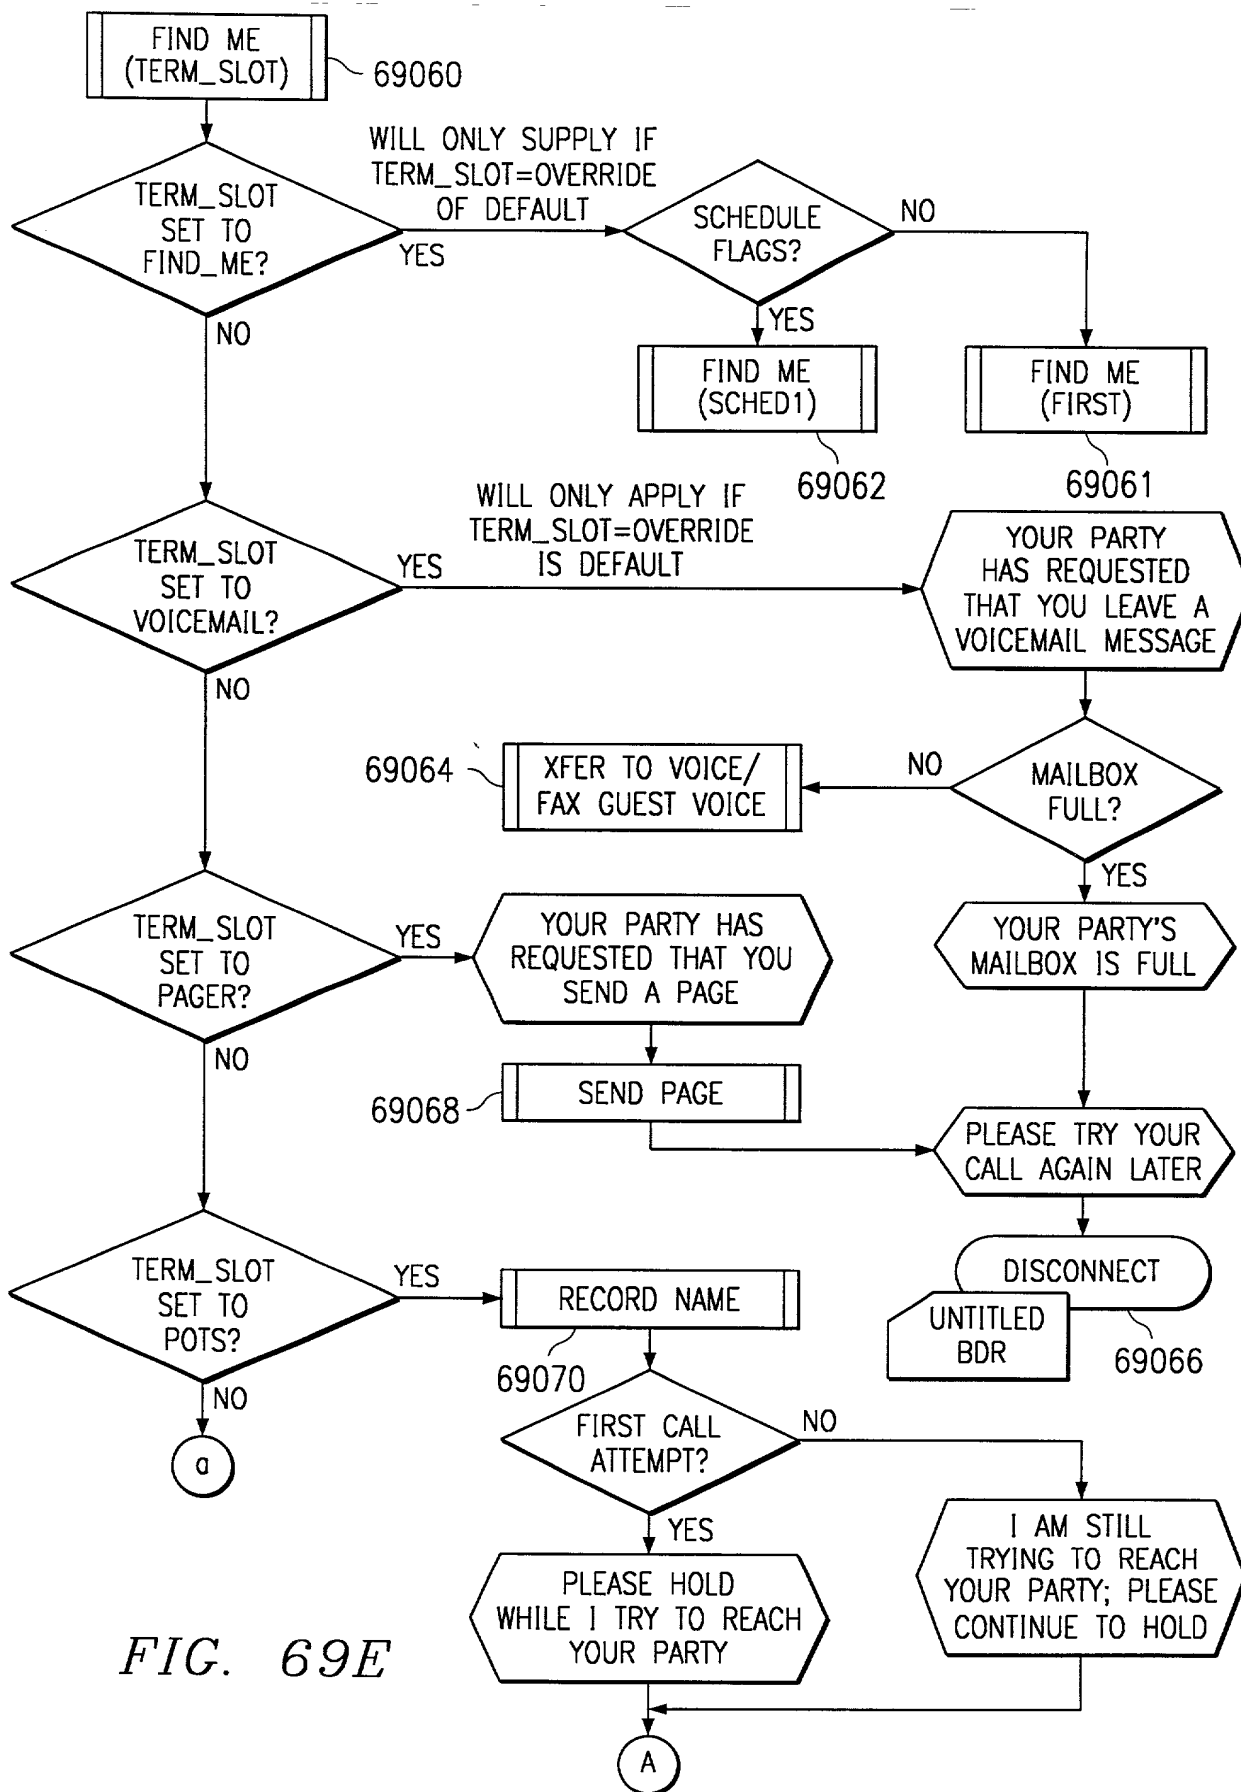 FIND ME
(TERM_SLOT)
69060
WILL ONLY SUPPLY IF
TERM_SLOT=OVERRIDE
OF DEFAULT
TERM_SLOT
SET TO
FIND_ME?
YES
NO
SCHEDULE
FLAGS?
NO
YES
FIND ME
(SCHED1)
69062
FIND ME
(FIRST)
69061
WILL ONLY APPLY IF
TERM_SLOT=OVERRIDE
IS DEFAULT
TERM_SLOT
SET TO
VOICEMAIL?
YES
NO
YOUR PARTY
HAS REQUESTED
THAT YOU LEAVE A
VOICEMAIL MESSAGE
69064
XFER TO VOICE/
FAX GUEST VOICE
NO
MAILBOX
FULL?
YES
TERM_SLOT
SET TO
PAGER?
YES
NO
YOUR PARTY HAS
REQUESTED THAT YOU
SEND A PAGE
YOUR PARTY'S
MAILBOX IS FULL
69068
SEND PAGE
PLEASE TRY YOUR
CALL AGAIN LATER
DISCONNECT
UNTITLED
BDR
69066
TERM_SLOT
SET TO
POTS?
YES
NO
a
RECORD NAME
69070
FIRST CALL
ATTEMPT?
NO
YES
PLEASE HOLD
WHILE I TRY TO REACH
YOUR PARTY
I AM STILL
TRYING TO REACH
YOUR PARTY; PLEASE
CONTINUE TO HOLD
A
FIG. 69E